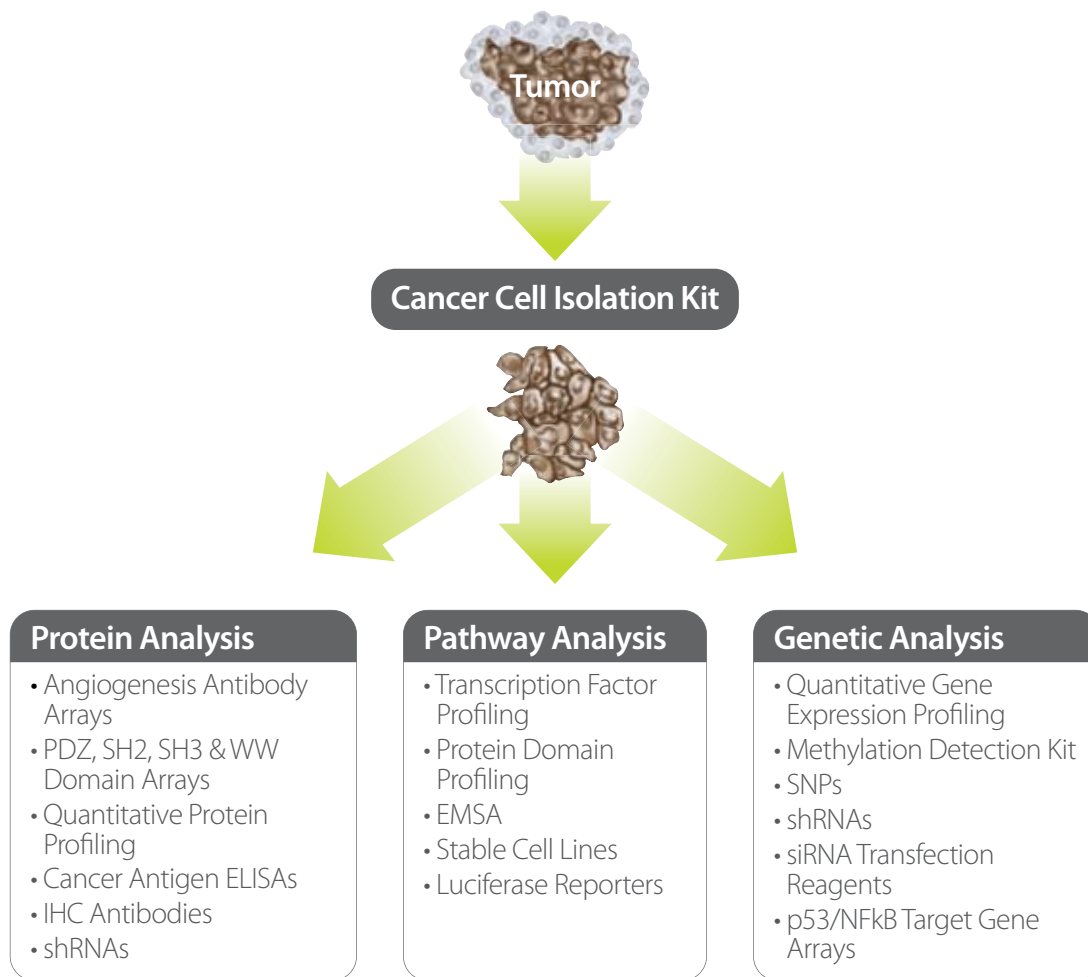 Tumor
Cancer Cell Isolation Kit
Protein Analysis
• Angiogenesis Antibody
Arrays
• PDZ, SH2, SH3 & WW
Domain Arrays
• Quantitative Protein
Profiling
• Cancer Antigen ELISAs
• IHC Antibodies
• shRNAs
Pathway Analysis
• Transcription Factor
Profiling
• Protein Domain
Profiling
• EMSA
• Stable Cell Lines
• Luciferase Reporters
Genetic Analysis
• Quantitative Gene
Expression Profiling
• Methylation Detection Kit
• SNPs
• shRNAs
• siRNA Transfection
Reagents
• p53/NFkB Target Gene
Arrays